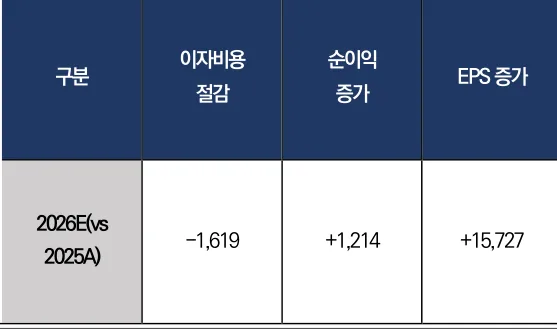 구분
이자비용
절감
순이익
증가
EPS 증가
2026E(vs
2025A)
-1,619
+1,214
+15,727